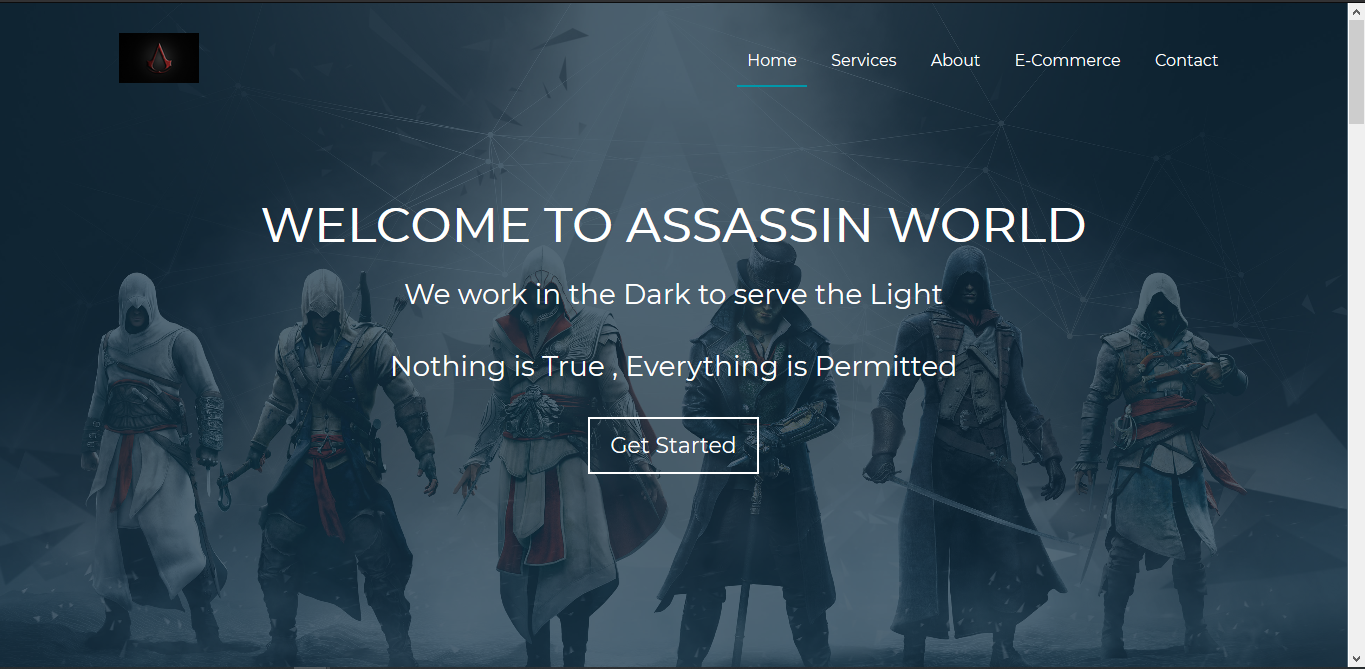 Home Services About E-Commerce Contact
WELCOME TO ASSASSIN WORLD
We work in the Dark to serve the Light
Nothing is True , Everything is Permitted
Get Started